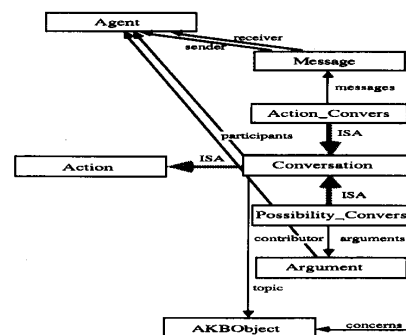 Agent
receiver
sender
Message
messages
Action_Convers
participants
ISA
ISA
Action
Conversation
ISA
Possibility_Convers
contributor
arguments
Argument
topic
AKBObject
concerns